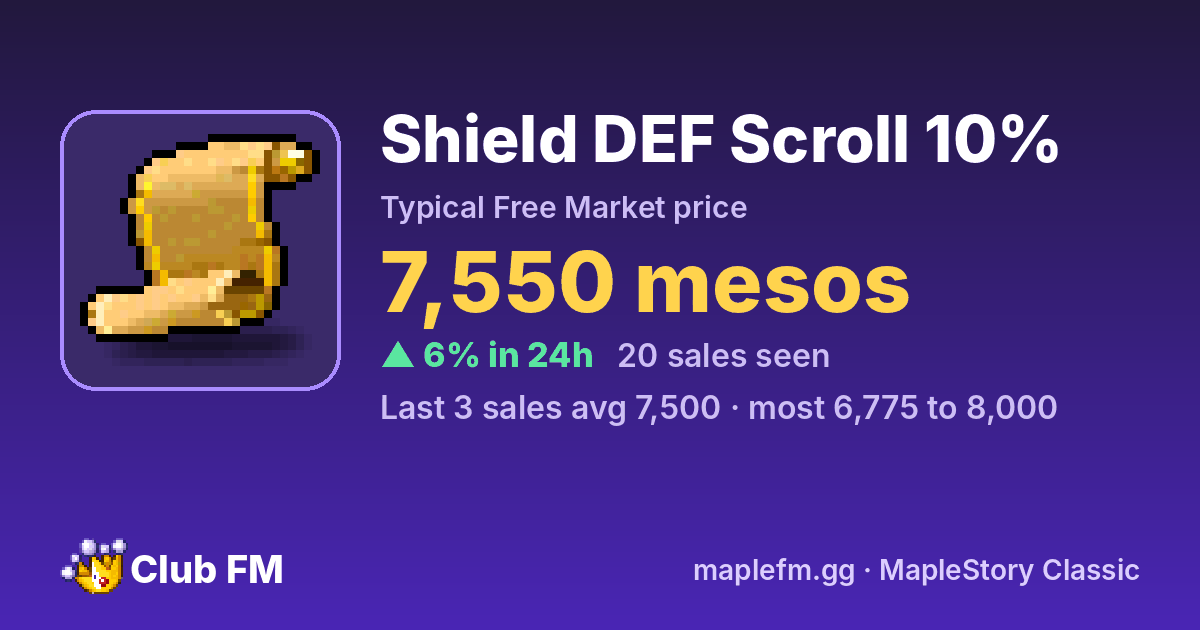 Shield DEF Scroll 10%
Typical Free Market price
7,550 mesos
▲ 6% in 24h 20 sales seen
Last 3 sales avg 7,500 · most 6,775 to 8,000
Club FM
maplefm.gg · MapleStory Classic